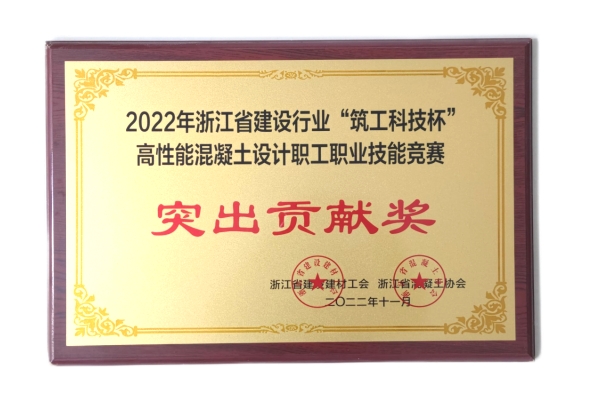 2022年浙江省建设行业“筑工科技杯”
高性能混凝土设计职工职业技能竞赛
突出贡献奖
浙江省建设建材工会 浙江省混凝土协会
二〇二二年十一月